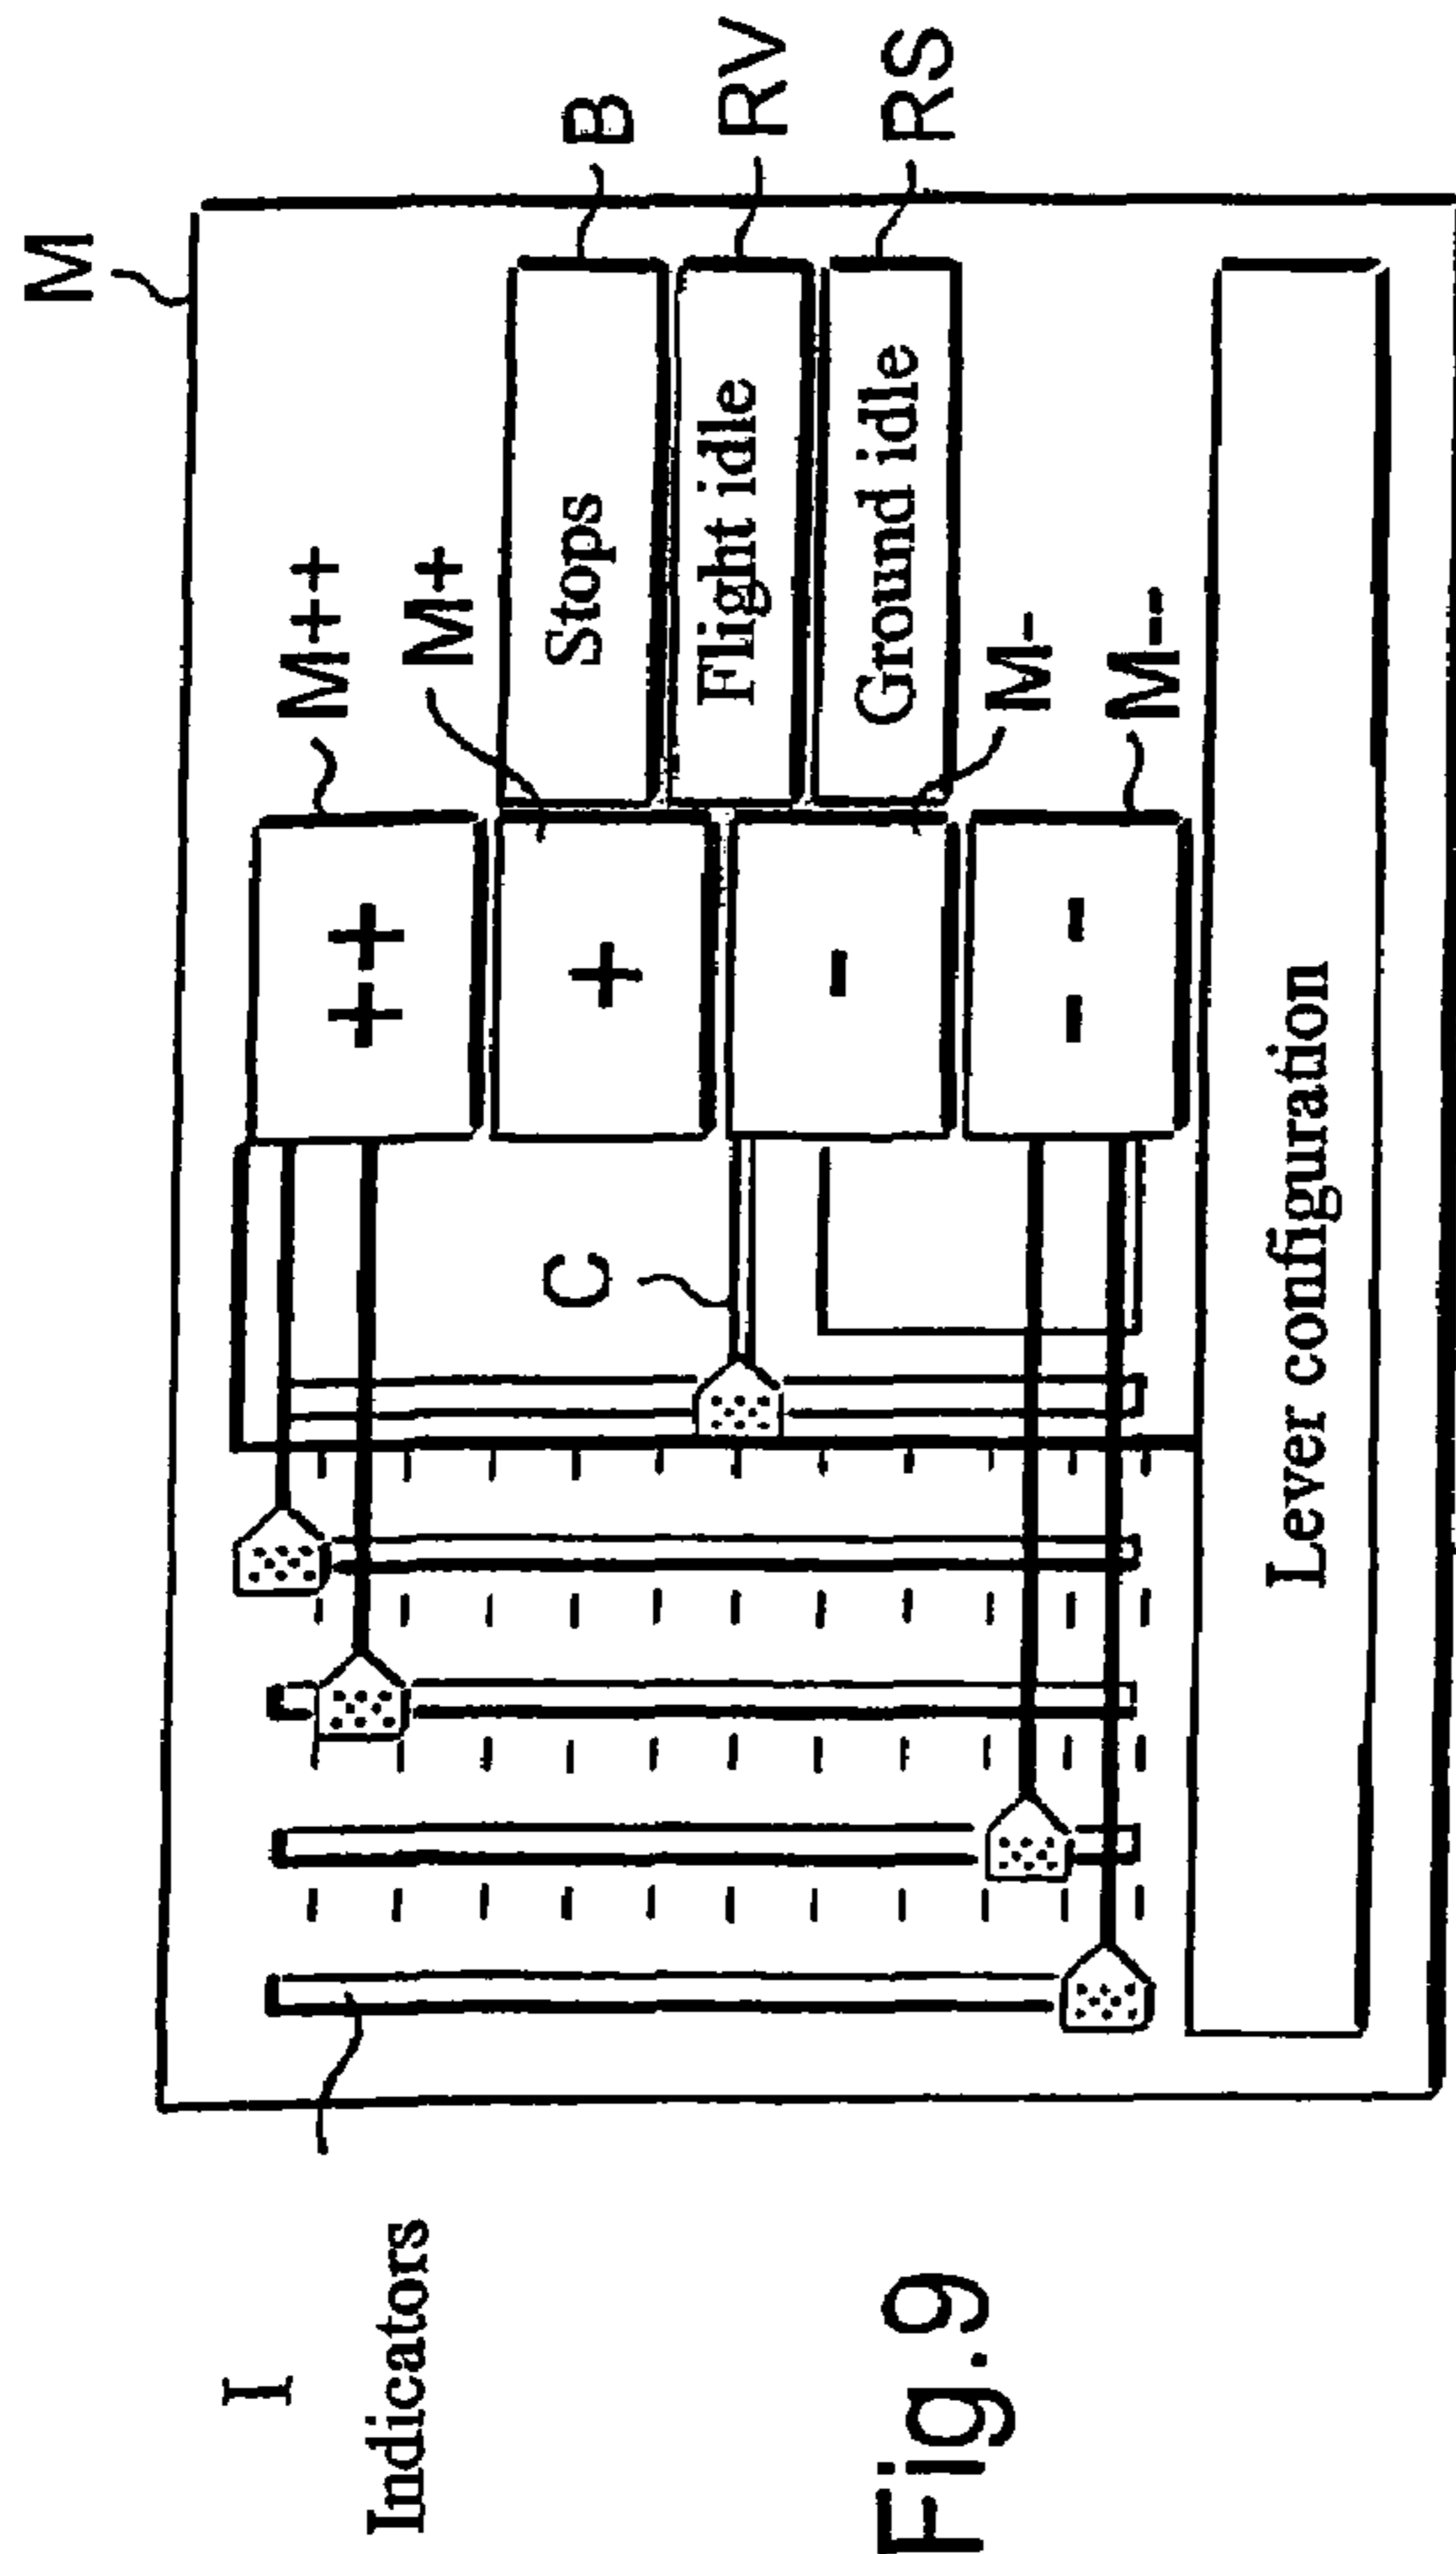 M
M++
M+
B
RV
RS
Stops
Flight idle
Ground idle
M-
M--
++
+
-
--
C
Lever configuration
I
Indicators
Fig.9